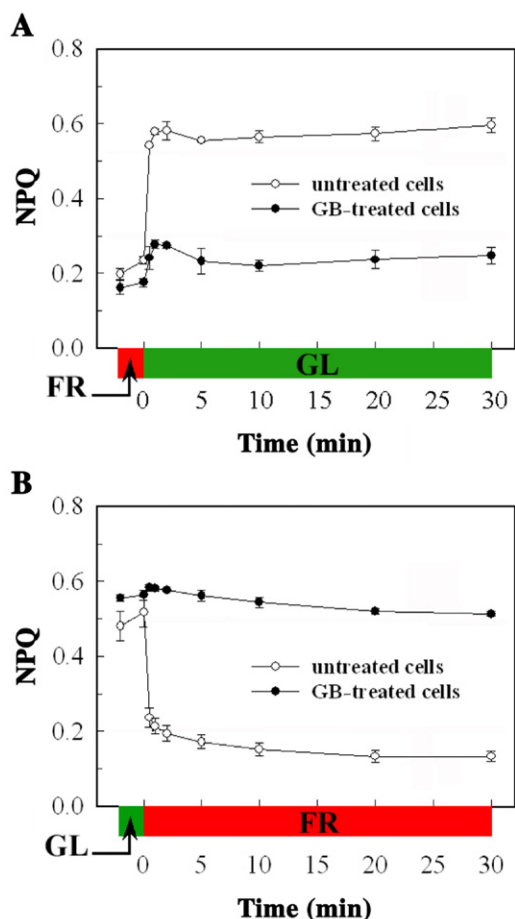 A
0.8
0.6
NPQ
0.4
untreated cells
GB-treated cells
0.2
0.0
GL
FR
0 5 10 15 20 25 30
Time (min)
B
0.8
0.6
NPQ
0.4
untreated cells
GB-treated cells
0.2
0.0
FR
GL
0 5 10 15 20 25 30
Time (min)